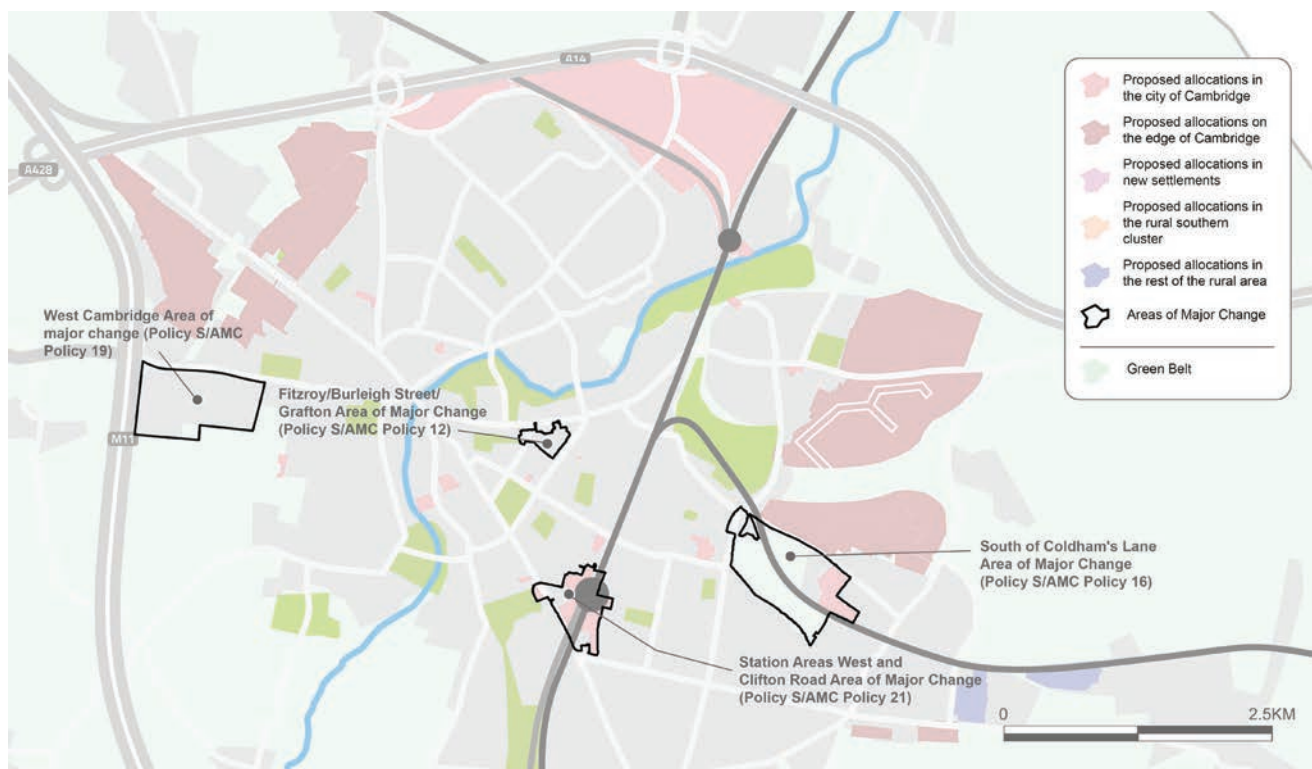 A14
A428
M11
West Cambridge Area of
major change (Policy S/AMC
Policy 19)
Fitzroy/Burleigh Street/
Grafton Area of Major Change
(Policy S/AMC Policy 12)
South of Coldham's Lane
Area of Major Change
(Policy S/AMC Policy 16)
Station Areas West and
Clifton Road Area of Major Change
(Policy S/AMC Policy 21)
Proposed allocations in
the city of Cambridge
Proposed allocations on
the edge of Cambridge
Proposed allocations in
new settlements
Proposed allocations in
the rural southern
cluster
Proposed allocations in
the rest of the rural area
Areas of Major Change
Green Belt
0
2.5KM